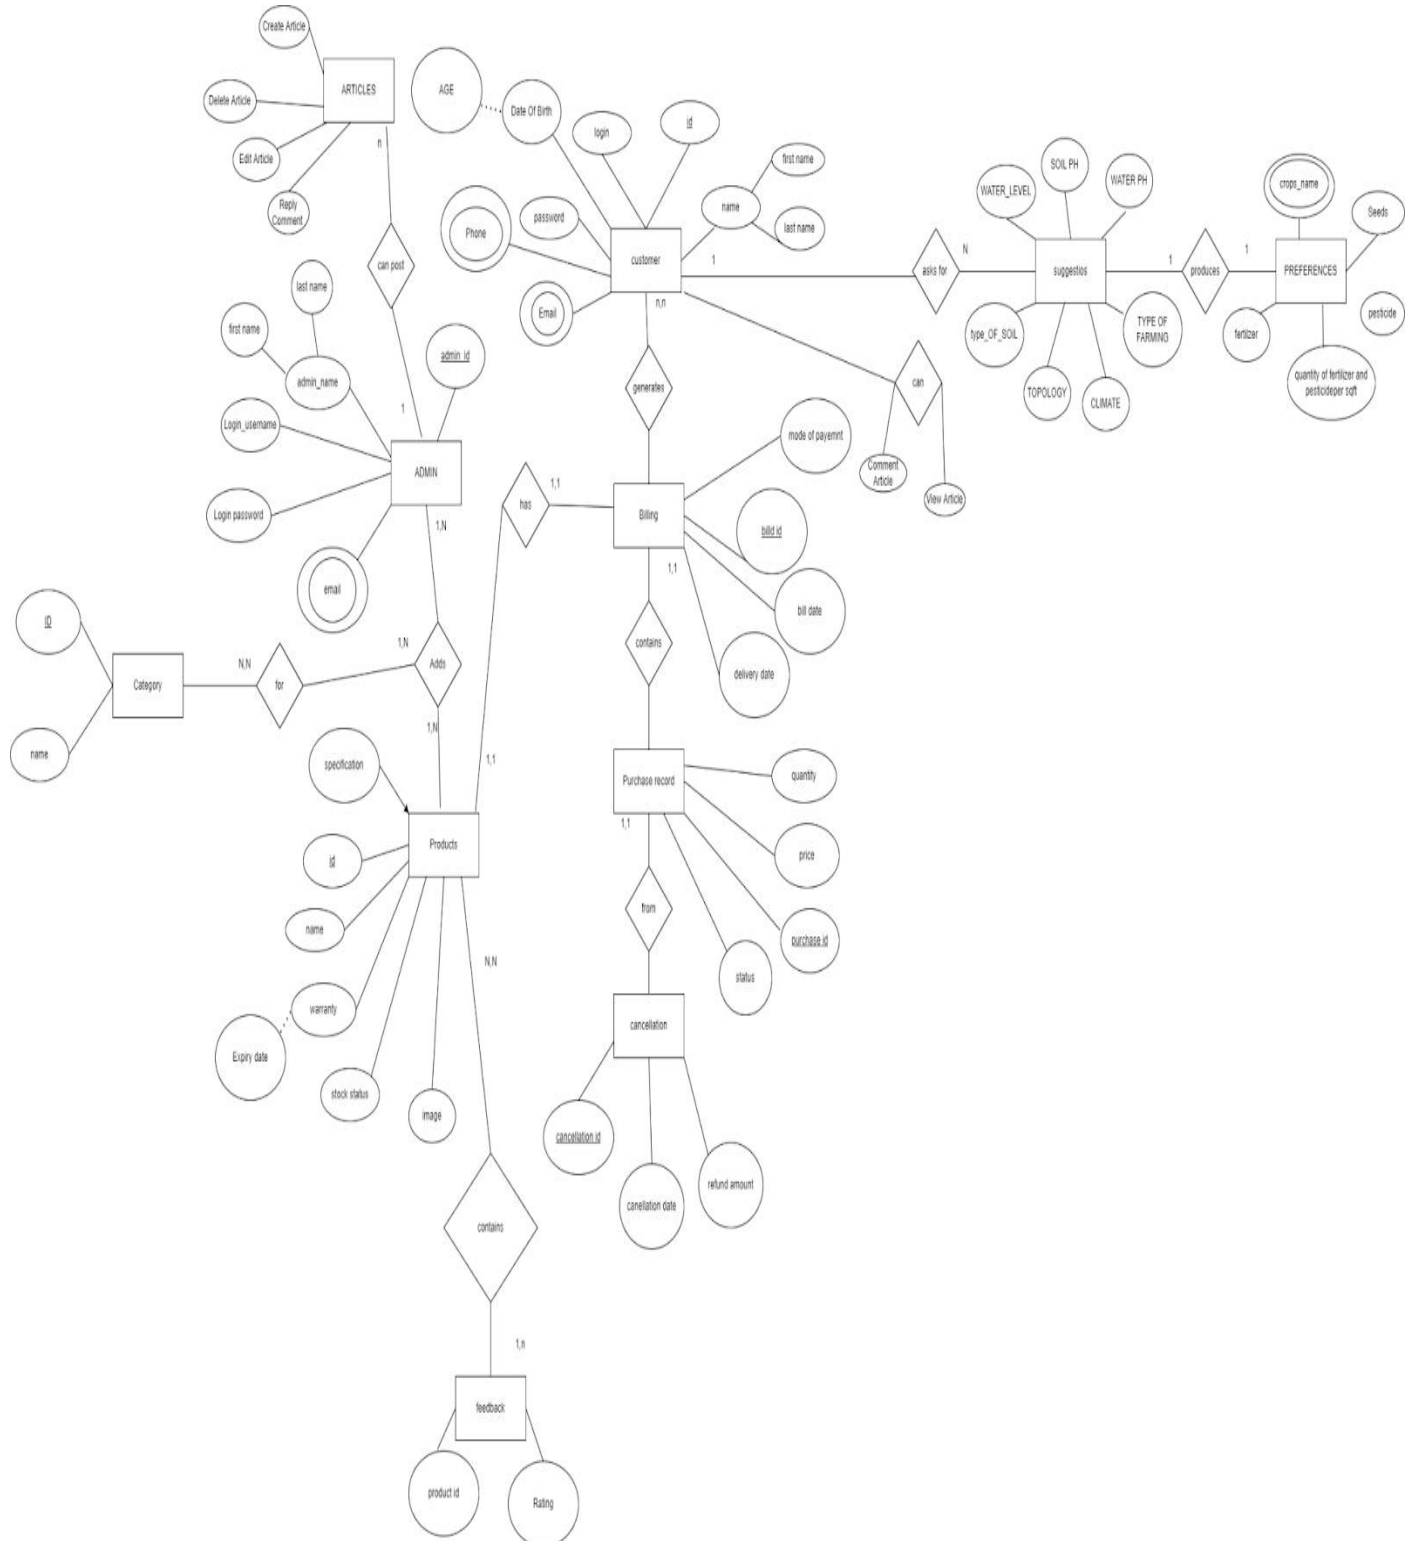 Create Article
ARTICLES
Delete Article
Edit Article
Reply
Comment
n
can post
1
AGE
Date Of Birth
login
id
first name
name
last name
password
Phone
Email
customer
1
n,n
asks for
N
WATER_LEVEL
SOIL PH
WATER PH
suggestios
type_OF_SOIL
TOPOLOGY
CLIMATE
TYPE OF
FARMING
1
produces
1
crops_name
Seeds
PREFERENCES
pesticide
fertilzer
quantity of fertilizer and
pesticideper sqft
can
Comment
Article
View Article
generates
last name
first name
admin_name
admin_id
Login_username
Login password
ADMIN
email
1,N
has
1,1
Billing
1,1
mode of payemnt
billd id
bill date
delivery date
contains
ID
Category
name
N,N
for
1,N
Adds
1,N
1,1
specification
Products
id
name
warranty
Expiry date
stock status
image
N,N
Purchase record
1,1
quantity
price
purchase id
status
from
cancellation
cancellation id
canellation date
refund amount
contains
1,n
feedback
product id
Rating